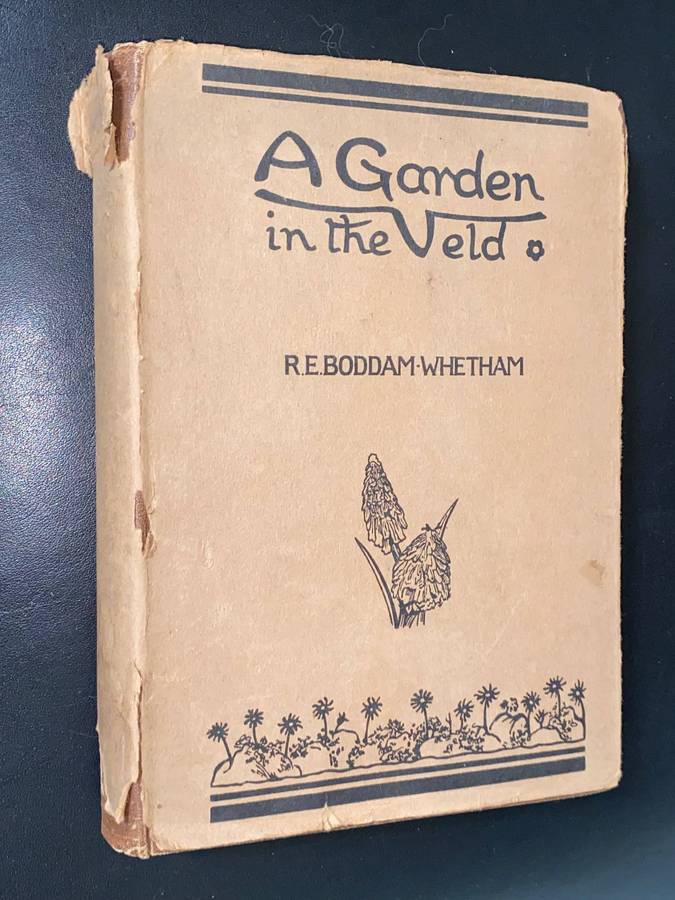 A Garden
in the Veld
R.E.BODDAM-WHETHAM